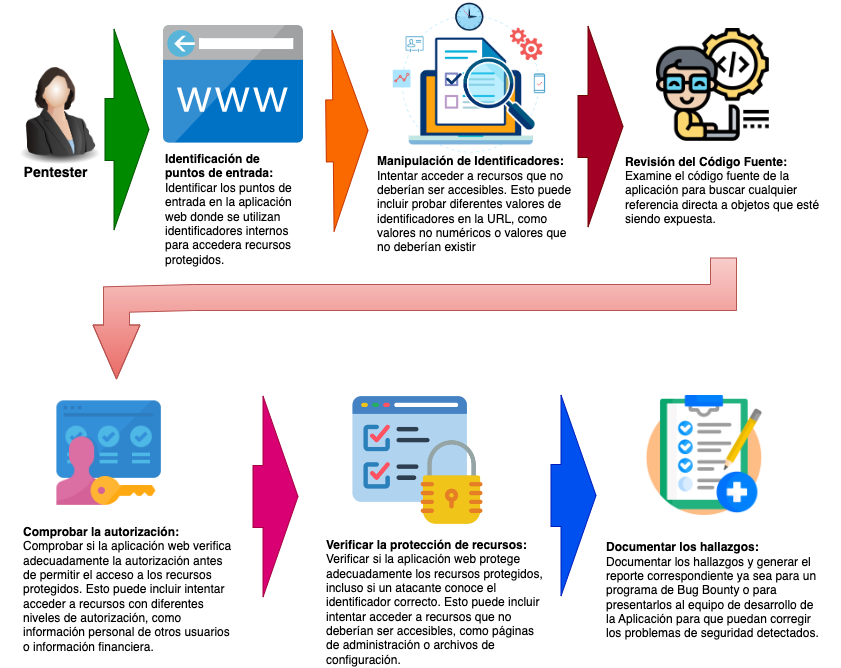 Pentester
WWW
Identificación de
puntos de entrada:
Identificar los puntos de
entrada en la aplicación
web donde se utilizan
identificadores internos
para accedera recursos
protegidos.
Manipulación de Identificadores:
Intentar acceder a recursos que no
deberían ser accesibles. Esto puede
incluir probar diferentes valores de
identificadores en la URL, como
valores no numéricos o valores que
no deberían existir
Revisión del Código Fuente:
Examine el código fuente de la
aplicación para buscar cualquier
referencia directa a objetos que esté
siendo expuesta.
Comprobar la autorización:
Comprobar si la aplicación web verifica
adecuadamente la autorización antes
de permitir el acceso a los recursos
protegidos. Esto puede incluir intentar
acceder a recursos con diferentes
niveles de autorización, como
información personal de otros usuarios
o información financiera.
Verificar la protección de recursos:
Verificar si la aplicación web protege
adecuadamente los recursos protegidos,
incluso si un atacante conoce el
identificador correcto. Esto puede incluir
intentar acceder a recursos que no
deberían ser accesibles, como páginas
de administración o archivos de
configuración.
Documentar los hallazgos:
Documentar los hallazgos y generar el
reporte correspondiente ya sea para un
programa de Bug Bounty o para
presentarlos al equipo de desarrollo de
la Aplicación para que puedan corregir
los problemas de seguridad detectados.